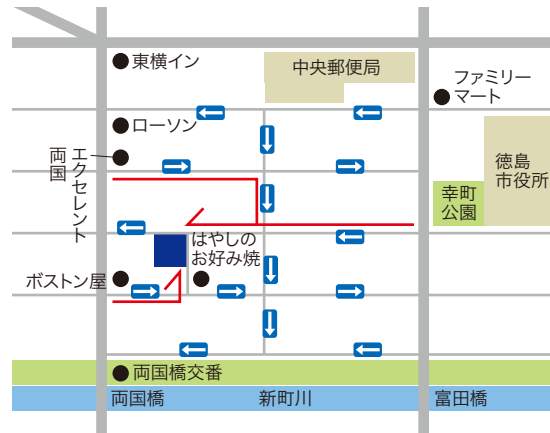 東横イン
中央郵便局
ファミリー
マート
ローソン
エクセレント
両国
徳島
市役所
幸町
公園
はやしの
お好み焼
ボストン屋
両国橋交番
両国橋
新町川
富田橋